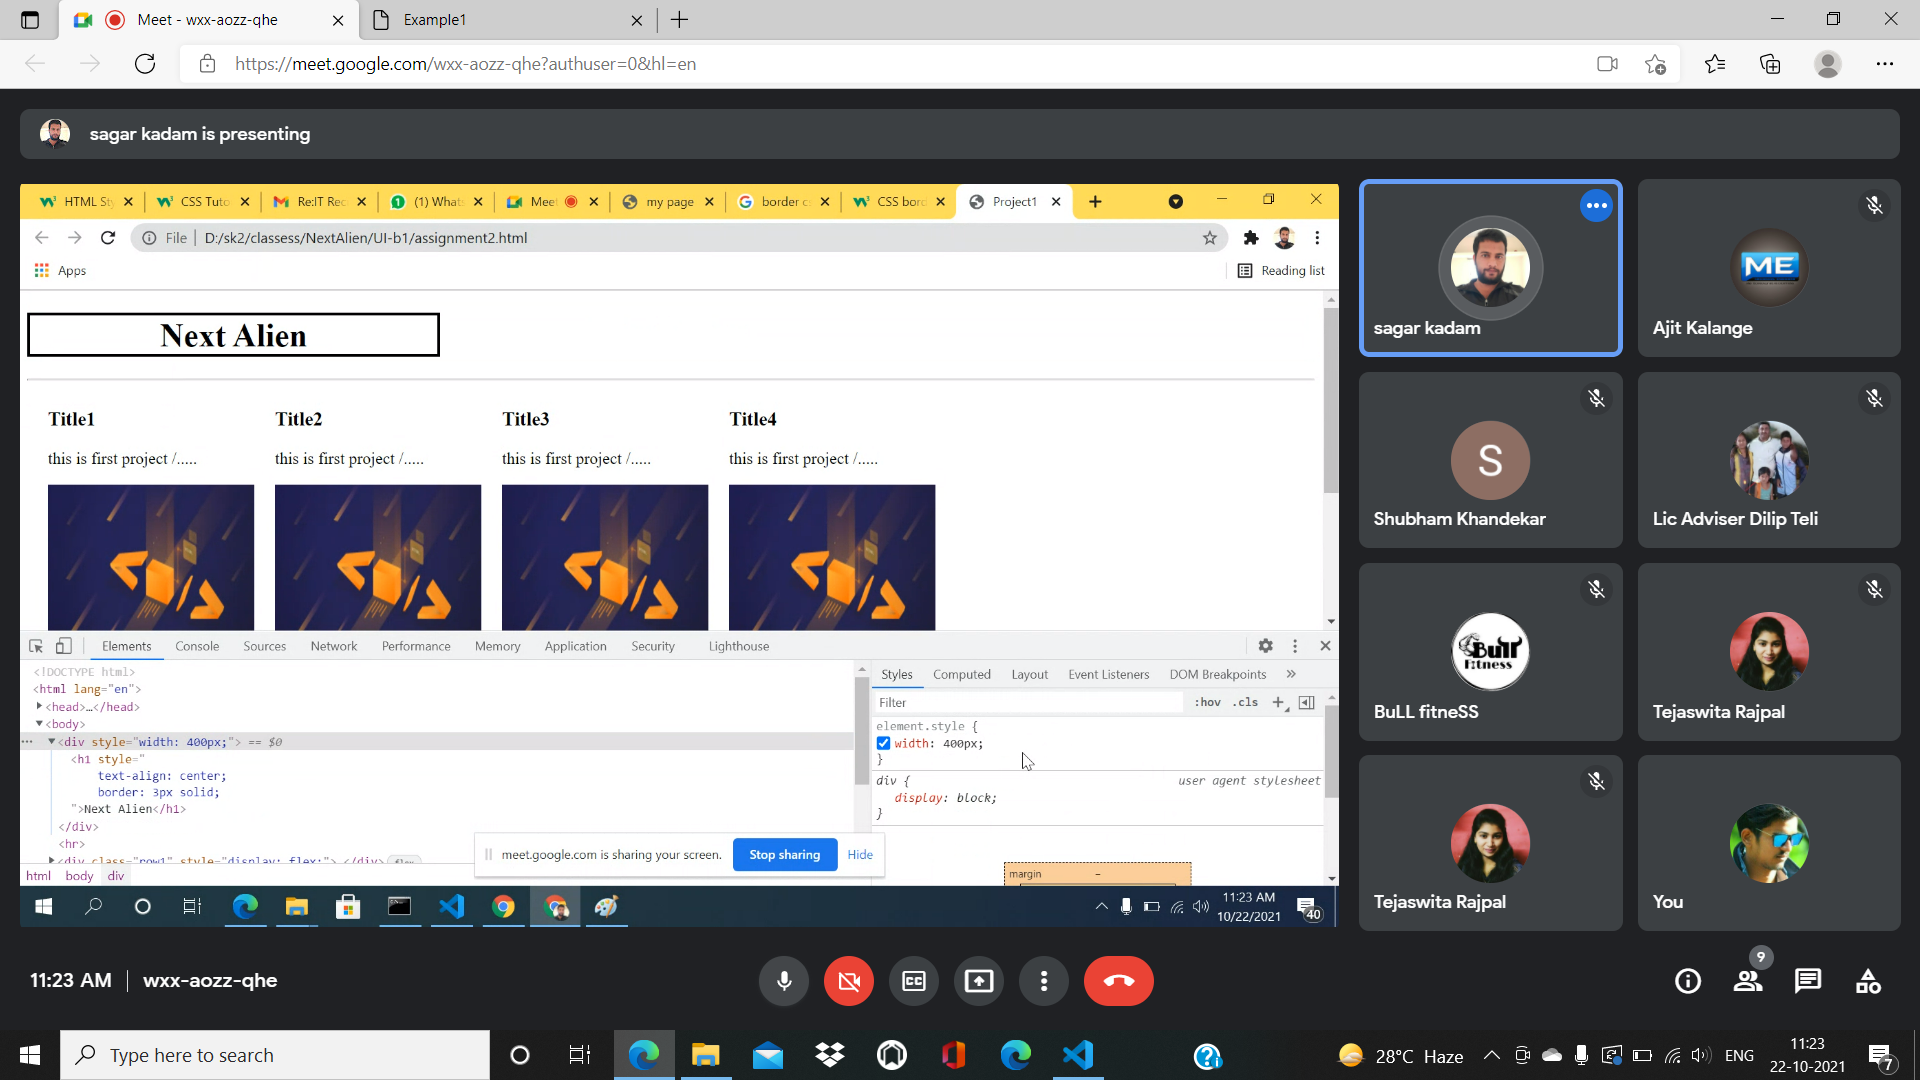 Meet - wxx-aozz-qhe
Example1
https://meet.google.com/wxx-aozz-qhe?authuser=0&hl=en
sagar kadam is presenting
HTML St
CSS Tuto
Re:IT Rec
(1) Whats
Meet
my page
border c
CSS bord
Project1
File
D:/sk2/classess/NextAlien/UI-b1/assignment2.html
Apps
Reading list
Next Alien
Title1
Title2
Title3
Title4
this is first project /.....
this is first project /.....
this is first project /.....
this is first project /.....
Elements
Console
Sources
Network
Performance
Memory
Application
Security
Lighthouse
<!DOCTYPE html>
<html lang="en">
<head>…</head>
<body>
<div style="width: 400px;"> == $0
<h1 style="
text-align: center;
border: 3px solid;
">Next Alien</h1>
</div>
<hr>
<div class="row1" style="display: flex;"> </div> flex
html body div
Styles
Computed
Layout
Event Listeners
DOM Breakpoints
Filter
:hov .cls
element.style {
width: 400px;
}
div {
user agent stylesheet
display: block;
}
margin
meet.google.com is sharing your screen.
Stop sharing
Hide
11:23 AM
10/22/2021
40
sagar kadam
ME
Ajit Kalange
S
Shubham Khandekar
Lic Adviser Dilip Teli
Bull
Fitness
BuLL fitneSS
Tejaswita Rajpal
Tejaswita Rajpal
You
11:23 AM
wxx-aozz-qhe
CC
9
Type here to search
28°C Haze
ENG
11:23
22-10-2021
7